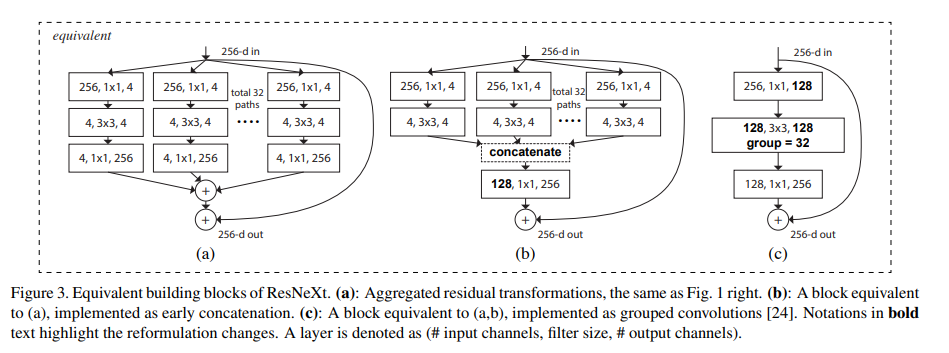 equivalent
256-d in
256, 1x1, 4
256, 1x1, 4
total 32
paths
256, 1x1, 4
4, 3x3, 4
4, 3x3, 4
....
4, 3x3, 4
4, 1x1, 256
4, 1x1, 256
4, 1x1, 256
+
+
256-d out
(a)
256-d in
256, 1x1, 4
256, 1x1, 4
total 32
paths
256, 1x1, 4
4, 3x3, 4
4, 3x3, 4
....
4, 3x3, 4
concatenate
128, 1x1, 256
+
256-d out
(b)
256-d in
256, 1x1, 128
128, 3x3, 128
group = 32
128, 1x1, 256
+
256-d out
(c)
Figure 3. Equivalent building blocks of ResNeXt. (a): Aggregated residual transformations, the same as Fig. 1 right. (b): A block equivalent
to (a), implemented as early concatenation. (c): A block equivalent to (a,b), implemented as grouped convolutions [24]. Notations in bold
text highlight the reformulation changes. A layer is denoted as (# input channels, filter size, # output channels).